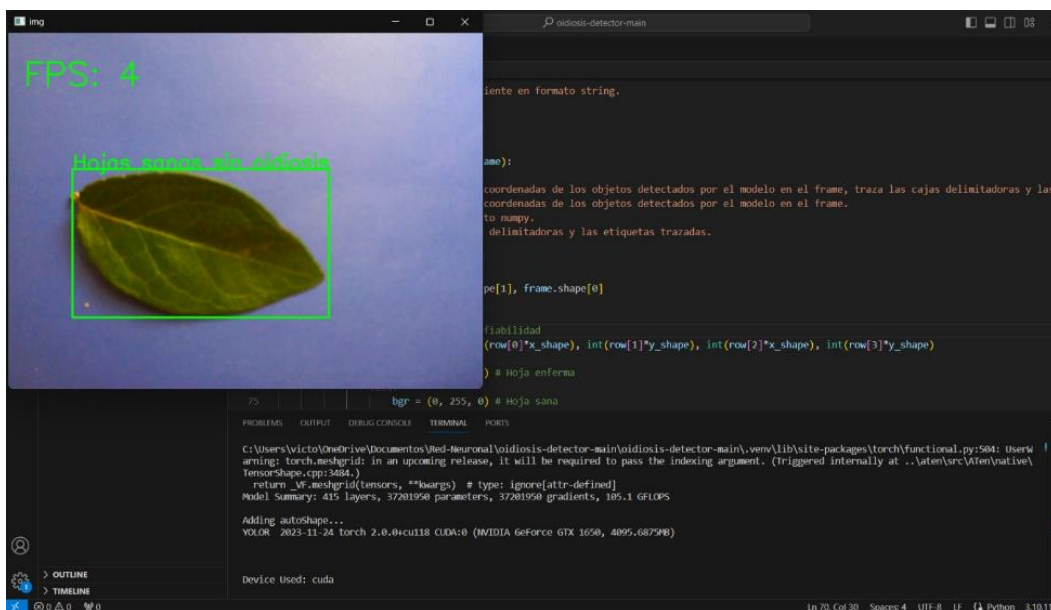 img
oidiosis-detector-main
FPS: 4
Hojas sanas sin oidiosis
iente en formato string.
ame):
coordenadas de los objetos detectados por el modelo en el frame, traza las cajas delimitadoras y las
coordenadas de los objetos detectados por el modelo en el frame.
to numpy.
delimitadoras y las etiquetas trazadas.
pe[1], frame.shape[0]
fiabilidad
(row[0]*x_shape), int(row[1]*y_shape), int(row[2]*x_shape), int(row[3]*y_shape)
) # Hoja enferma
75 bgr = (0, 255, 0) # Hoja sana
PROBLEMS OUTPUT DEBUG CONSOLE TERMINAL PORTS
C:\Users\victo\OneDrive\Documentos\Red-Neuronal\oidiosis-detector-main\oidiosis-detector-main\.venv\lib\site-packages\torch\functional.py:504: UserW
arning: torch.meshgrid: in an upcoming release, it will be required to pass the indexing argument. (Triggered internally at ..\aten\src\ATen\native\
TensorShape.cpp:3484.)
return _VF.meshgrid(tensors, **kwargs) # type: ignore[attr-defined]
Model Summary: 415 layers, 37201950 parameters, 37201950 gradients, 105.1 GFLOPS
Adding autoShape...
YOLOR 2023-11-24 torch 2.0.0+cu118 CUDA:0 (NVIDIA GeForce GTX 1650, 4095.6875MB)
Device Used: cuda
OUTLINE
TIMELINE
0 0 0 Ln 70, Col 30 Spaces: 4 UTF-8 LF Python 3.10.1